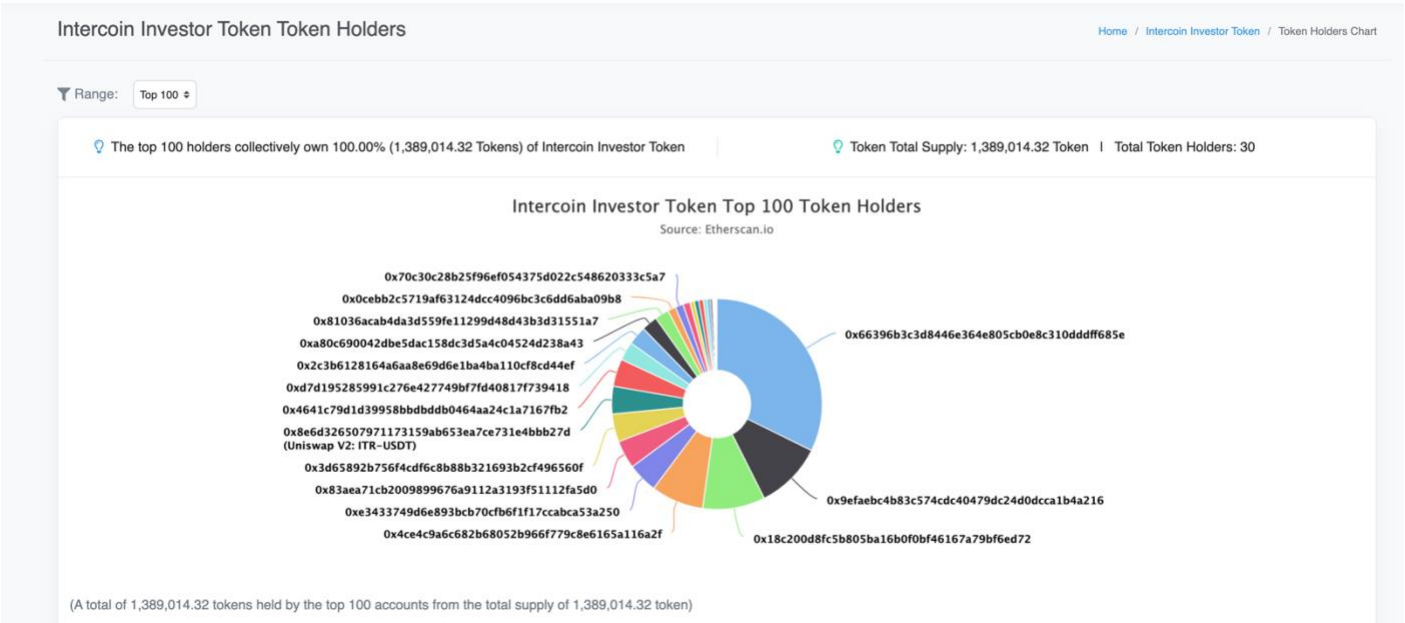 Intercoin Investor Token Token Holders
Home / Intercoin Investor Token / Token Holders Chart
Range: Top 100
The top 100 holders collectively own 100.00% (1,389,014.32 Tokens) of Intercoin Investor Token
Token Total Supply: 1,389,014.32 Token | Total Token Holders: 30
Intercoin Investor Token Top 100 Token Holders
Source: Etherscan.io
0x70c30c28b25f96ef054375d022c548620333c5a7
0x0cebb2c5719af63124dcc4096bc3c6dd6aba09b8
0x81036acab4da3d559fe11299d48d43b3d31551a7
0xa80c690042dbe5dac158dc3d5a4c04524d238a43
0x2c3b6128164a6aa8e69d6e1ba4ba110cf8cd44ef
0xd7d195285991c276e427749bf7fd40817f739418
0x4641c79d1d39958bbdbddb0464aa24c1a7167fb2
0x8e6d326507971173159ab653ea7ce731e4bbb27d
(Uniswap V2: ITR-USDT)
0x3d65892b756f4cdf6c8b88b321693b2cf496560f
0x83aea71cb2009899676a9112a3193f51112fa5d0
0xe3433749d6e893bcb70cfb6f1f17ccabca53a250
0x4ce4c9a6c682b68052b966f779c8e6165a116a2f
0x66396b3c3d8446e364e805cb0e8c310dddff685e
0x9efaebc4b83c574cdc40479dc24d0dcca1b4a216
0x18c200d8fc5b805ba16b0f0bf46167a79bf6ed72
(A total of 1,389,014.32 tokens held by the top 100 accounts from the total supply of 1,389,014.32 token)